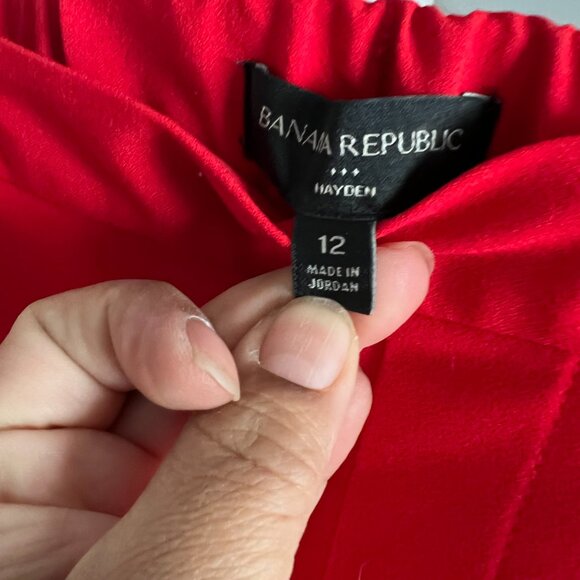 BANANA REPUBLIC
HAYDEN
12
MADE IN
JORDAN